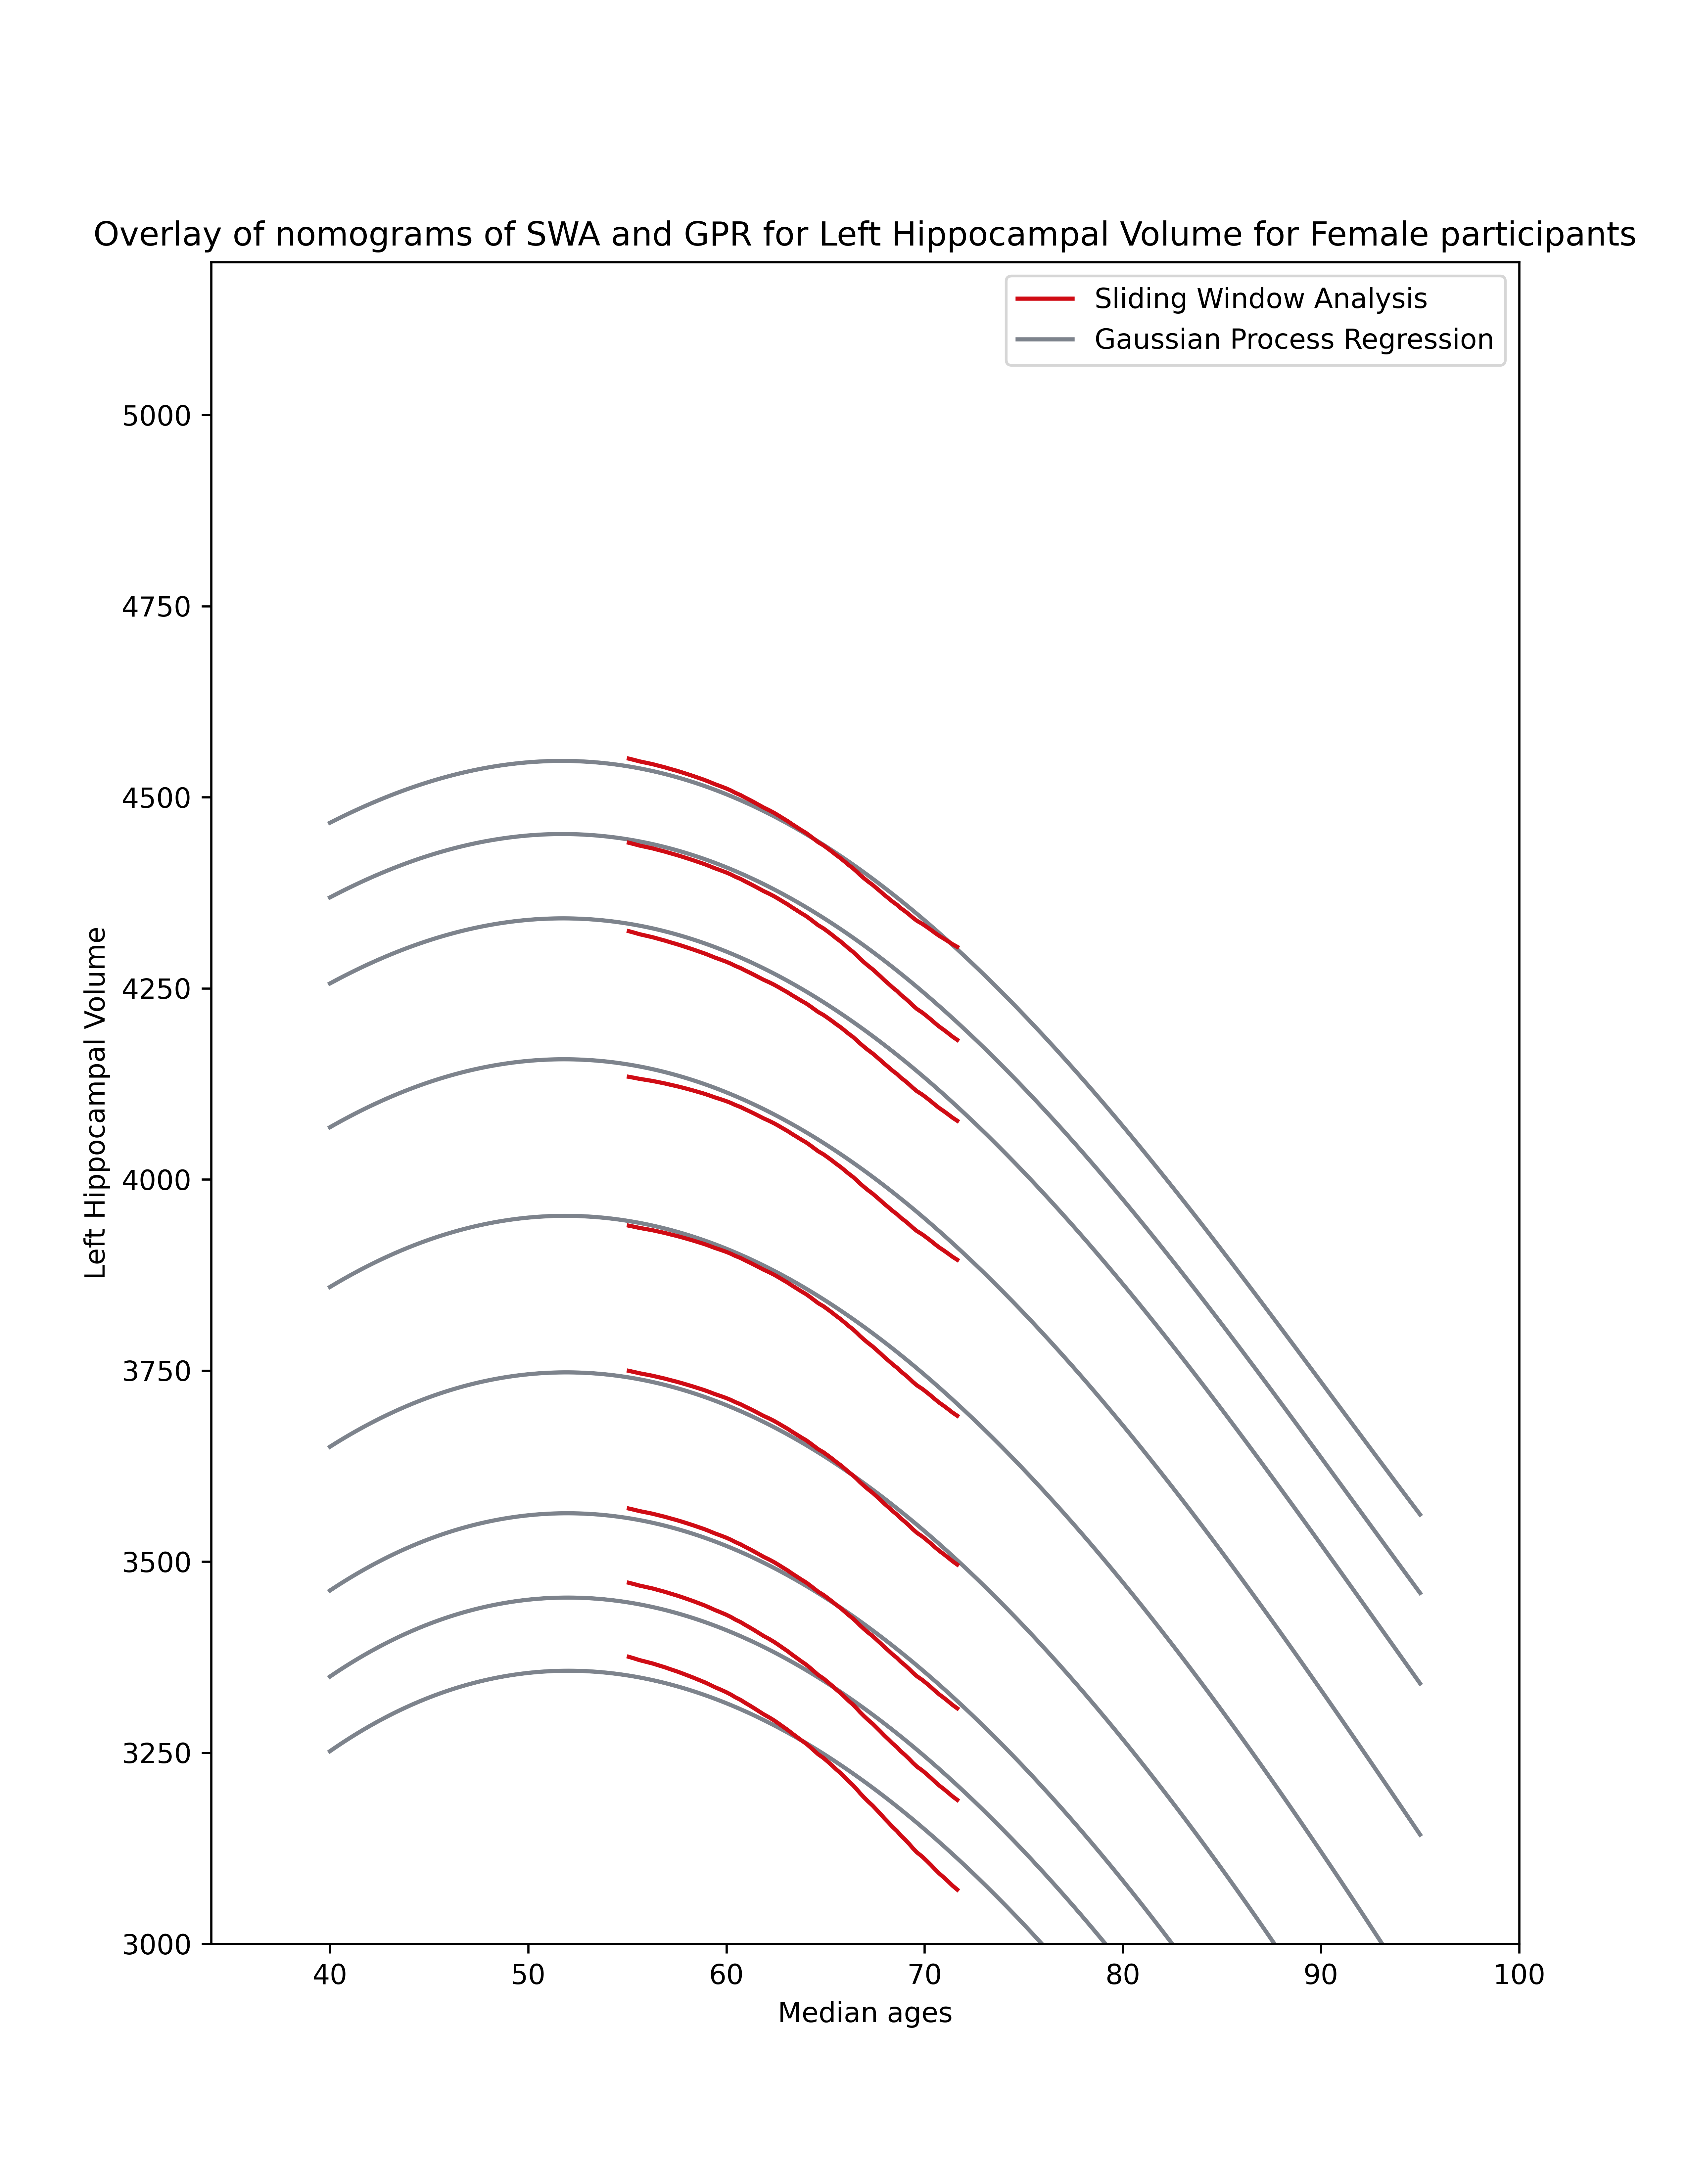 Overlay of nomograms of SWA and GPR for Left Hippocampal Volume for Female participants
Sliding Window Analysis
Gaussian Process Regression
Left Hippocampal Volume
5000
4750
4500
4250
4000
3750
3500
3250
3000
40 50 60 70 80 90 100
Median ages